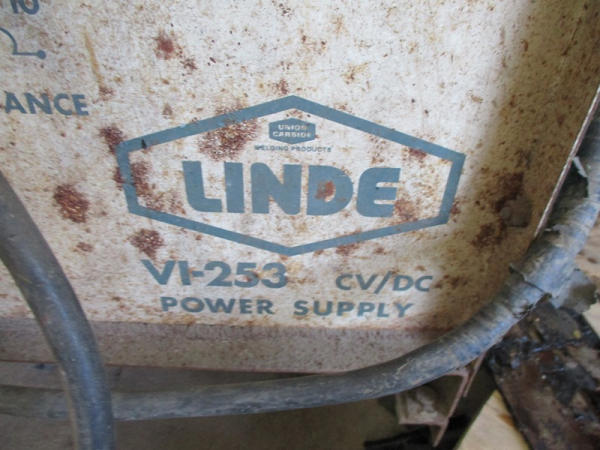 ANCE
UNION
CARBIDE
WELDING PRODUCTS
LINDE
VI-253 CV/DC
POWER SUPPLY